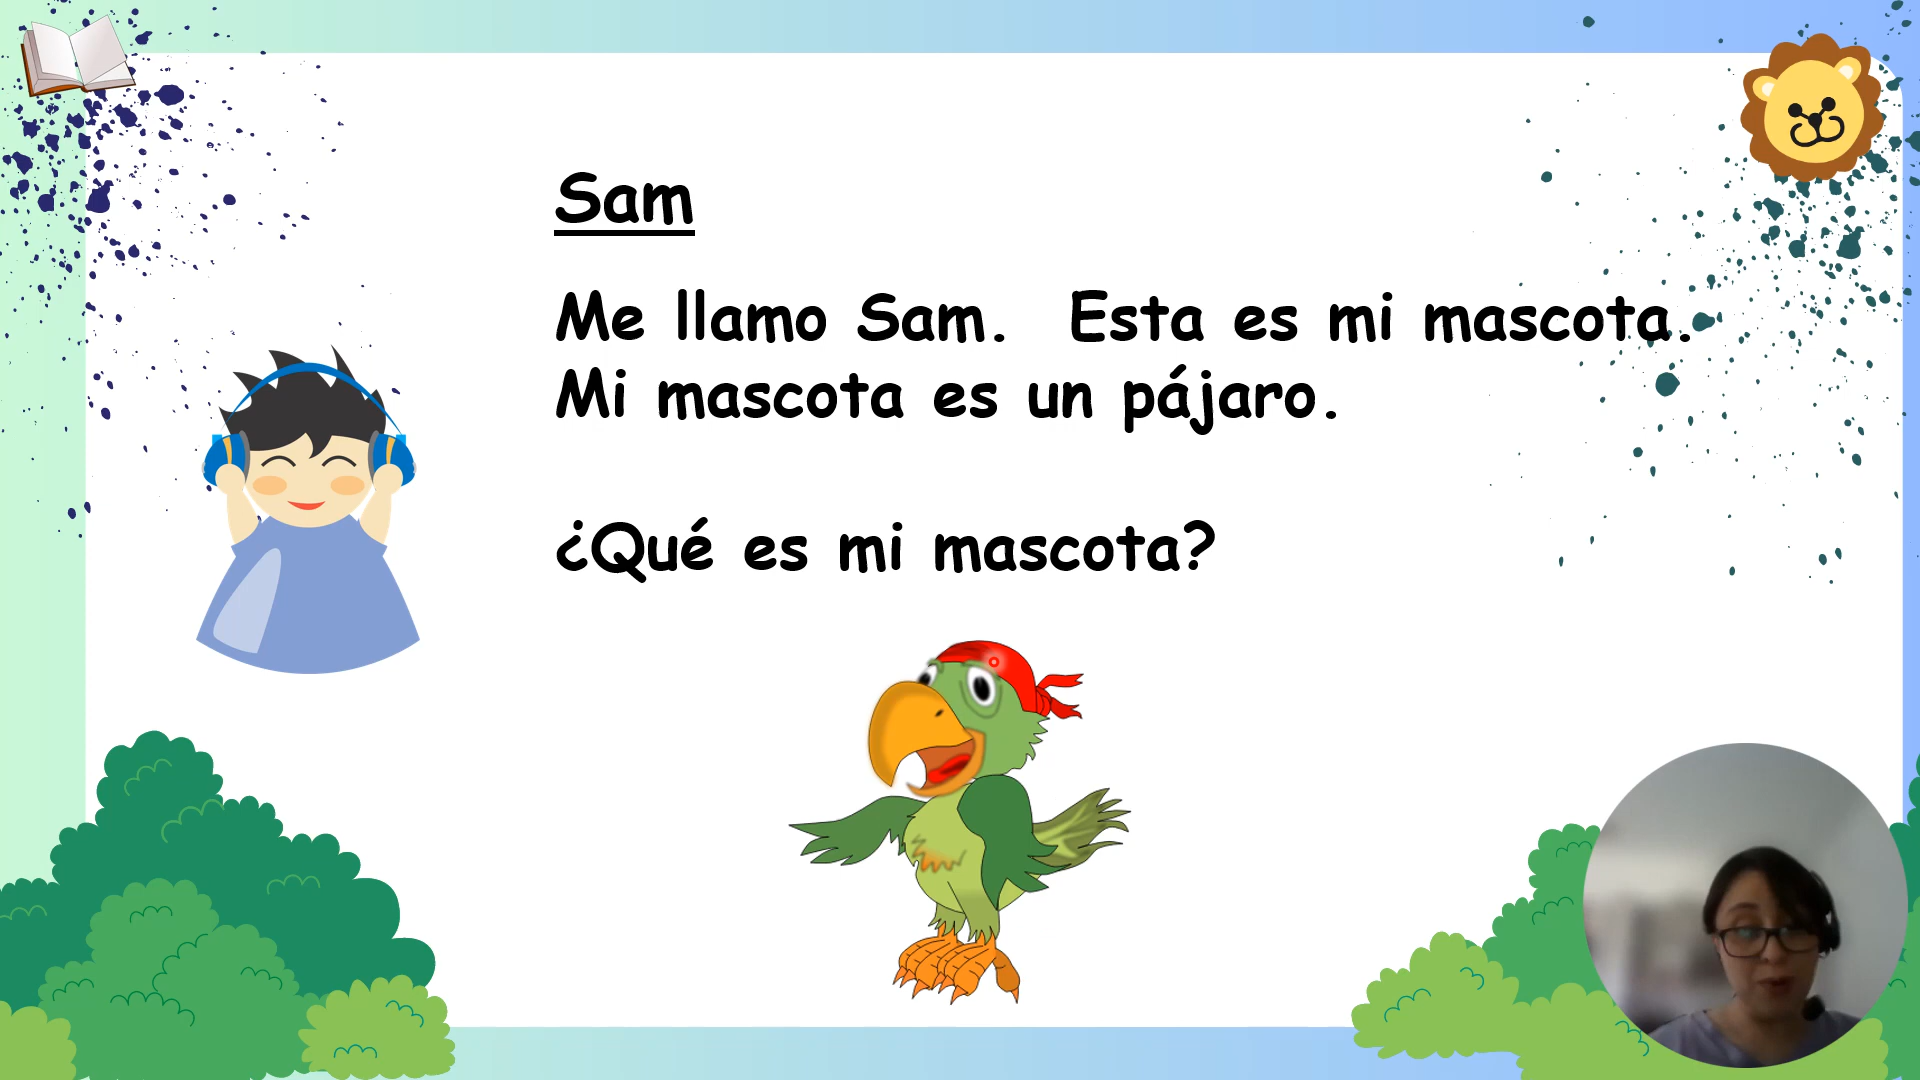 Sam
Me llamo Sam.  Esta es mi mascota.
Mi mascota es un pájaro.
¿Qué es mi mascota?